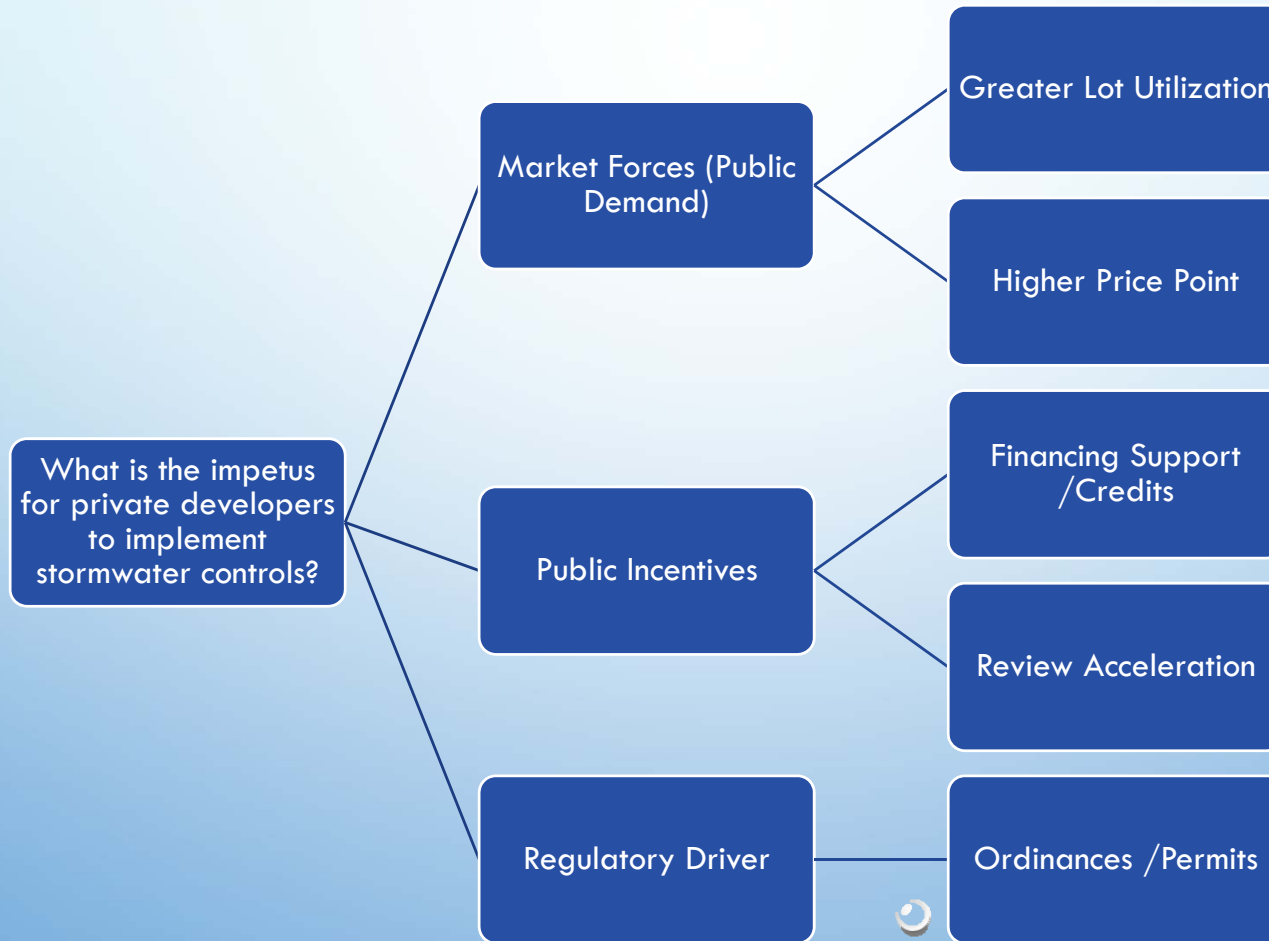 What is the impetus
for private developers
to implement
stormwater controls?
Market Forces (Public
Demand)
Greater Lot Utilization
Higher Price Point
Public Incentives
Financing Support
/Credits
Review Acceleration
Regulatory Driver
Ordinances /Permits